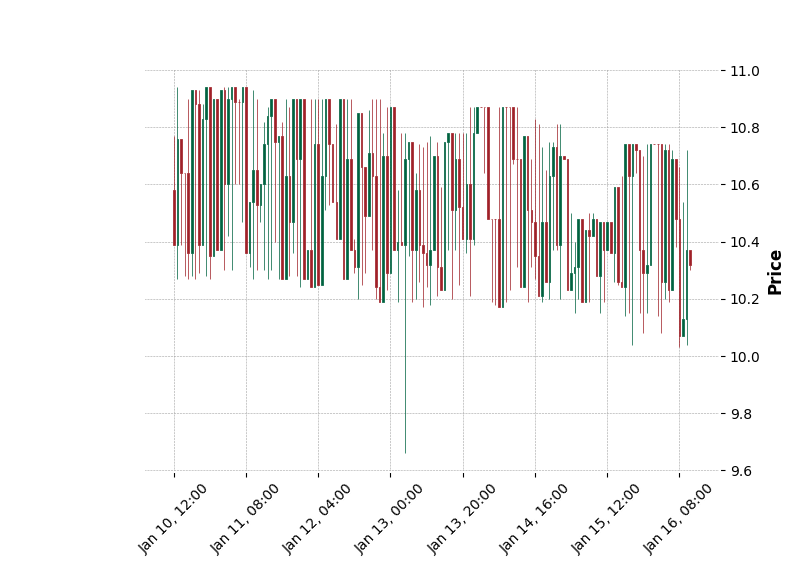 11.0
10.8
10.6
10.4
10.2
10.0
9.8
9.6
Price
Jan 10, 12:00
Jan 11, 08:00
Jan 12, 04:00
Jan 13, 00:00
Jan 13, 20:00
Jan 14, 16:00
Jan 15, 12:00
Jan 16, 08:00